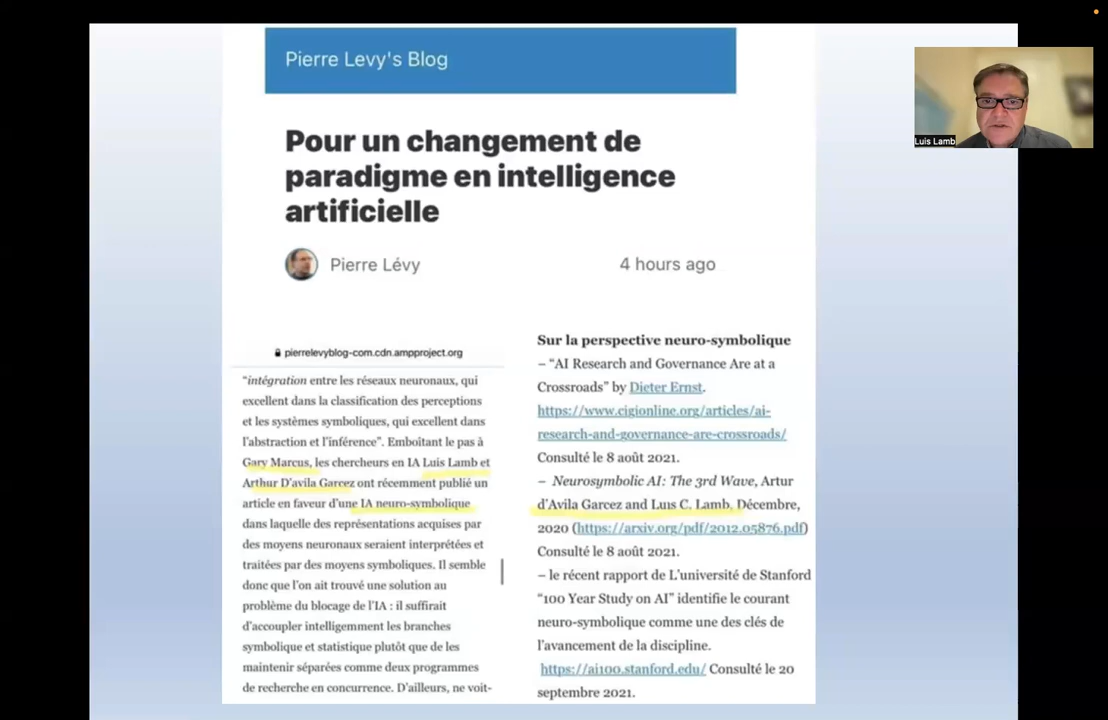 Pierre Levy's Blog
Pour un changement de
paradigme en intelligence
artificielle
Pierre Lévy
4 hours ago
pierrelevyblog-com.cdn.ampproject.org
“intégration entre les réseaux neuronaux, qui
excellent dans la classification des perceptions
et les systèmes symboliques, qui excellent dans
l'abstraction et l'inférence”. Emboîtant le pas à
Gary Marcus, les chercheurs en IA Luis Lamb et
Arthur D'avila Garcez ont récemment publié un
article en faveur d'une IA neuro-symbolique
dans laquelle des représentations acquises par
des moyens neuronaux seraient interprétées et
traitées par des moyens symboliques. Il semble
donc que l'on ait trouvé une solution au
problème du blocage de l'IA : il suffirait
d'accoupler intelligemment les branches
symbolique et statistique plutôt que de les
maintenir séparées comme deux programmes
de recherche en concurrence. D'ailleurs, ne voit-
Sur la perspective neuro-symbolique
– “AI Research and Governance Are at a
Crossroads” by Dieter Ernst.
https://www.cigionline.org/articles/ai-
research-and-governance-are-crossroads/
Consulté le 8 août 2021.
– Neurosymbolic AI: The 3rd Wave, Artur
d'Avila Garcez and Luis C. Lamb, Décembre,
2020 (https://arxiv.org/pdf/2012.05876.pdf)
Consulté le 8 août 2021.
– le récent rapport de L'université de Stanford
“100 Year Study on AI” identifie le courant
neuro-symbolique comme une des clés de
l'avancement de la discipline.
https://ai100.stanford.edu/ Consulté le 20
septembre 2021.
Luis Lamb